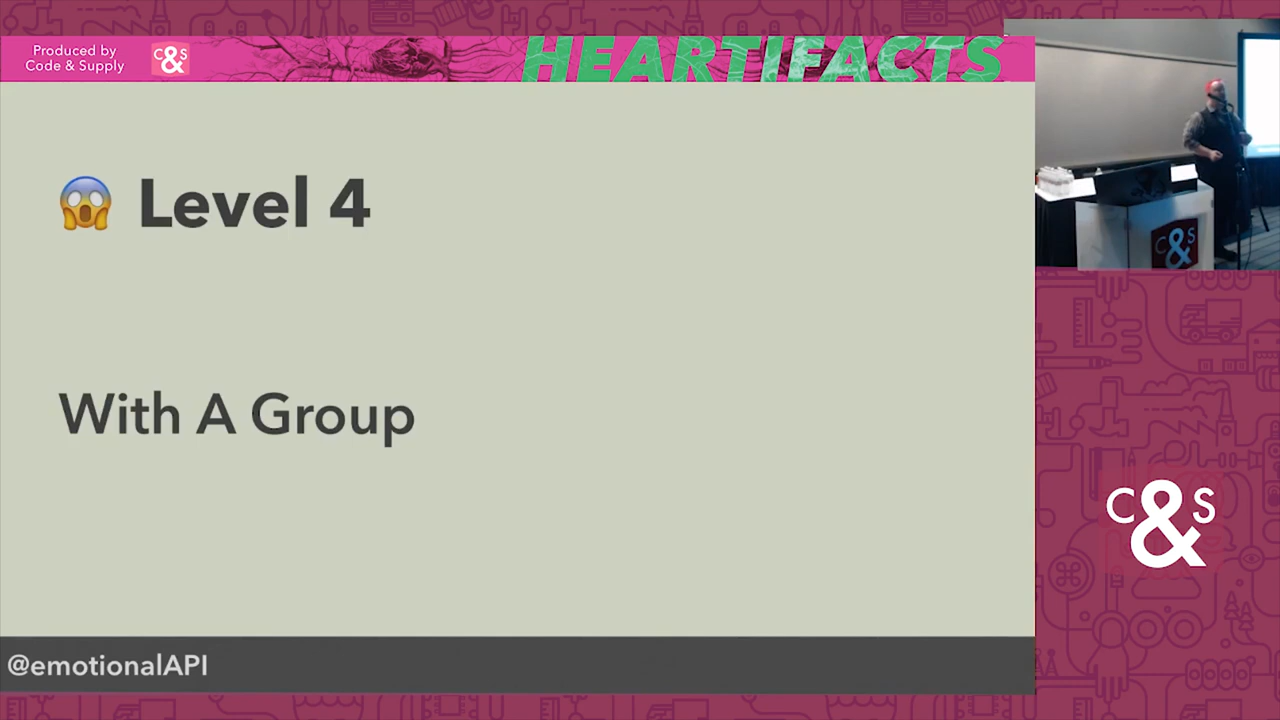 Produced by
Code & Supply
C&S
HEARTIFACTS
😱 Level 4
With A Group
@emotionalAPI
C&S
C&S